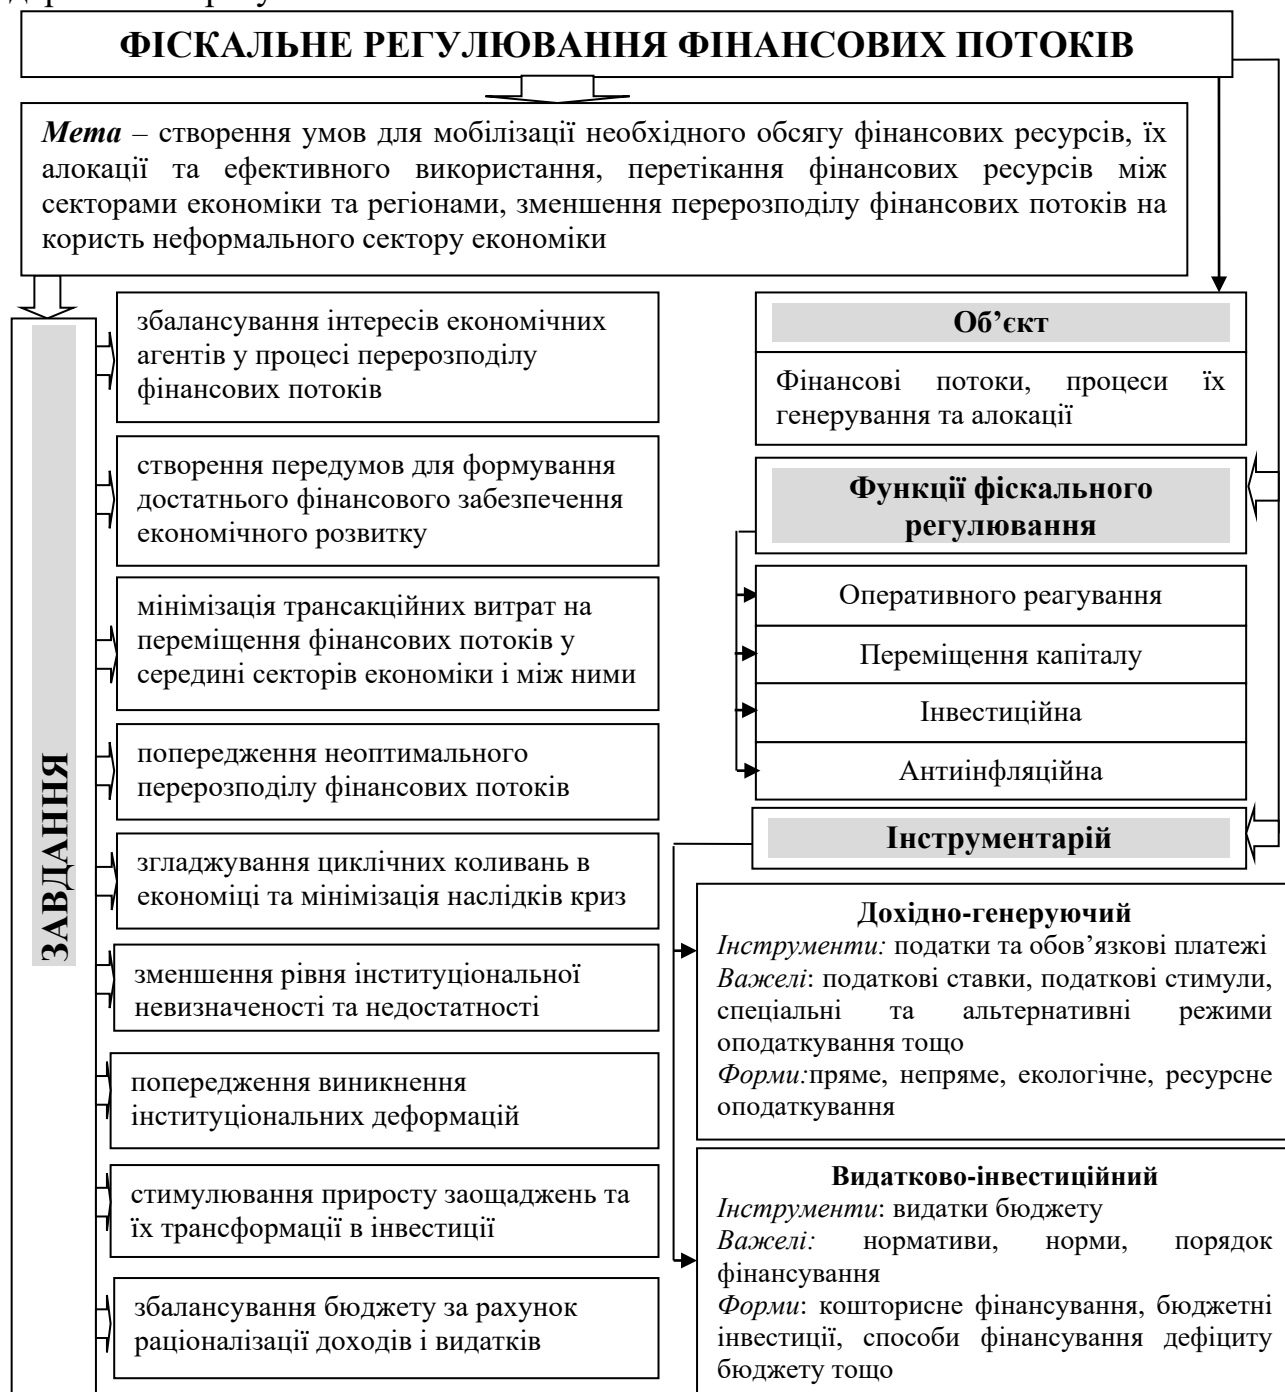 ФІСКАЛЬНЕ РЕГУЛЮВАННЯ ФІНАНСОВИХ ПОТОКІВ
Мета – створення умов для мобілізації необхідного обсягу фінансових ресурсів, їх
алокації та ефективного використання, перетікання фінансових ресурсів між
секторами економіки та регіонами, зменшення перерозподілу фінансових потоків на
користь неформального сектору економіки
ЗАВДАННЯ
збалансування інтересів економічних
агентів у процесі перерозподілу
фінансових потоків
створення передумов для формування
достатнього фінансового забезпечення
економічного розвитку
мінімізація трансакційних витрат на
переміщення фінансових потоків у
середині секторів економіки і між ними
попередження неоптимального
перерозподілу фінансових потоків
згладжування циклічних коливань в
економіці та мінімізація наслідків криз
зменшення рівня інституціональної
невизначеності та недостатності
попередження виникнення
інституціональних деформацій
стимулювання приросту заощаджень та
їх трансформації в інвестиції
збалансування бюджету за рахунок
раціоналізації доходів і видатків
Об’єкт
Фінансові потоки, процеси їх
генерування та алокації
Функції фіскального
регулювання
Оперативного реагування
Переміщення капіталу
Інвестиційна
Антиінфляційна
Інструментарій
Дохідно-генеруючий
Інструменти: податки та обов’язкові платежі
Важелі: податкові ставки, податкові стимули,
спеціальні та альтернативні режими
оподаткування тощо
Форми:пряме, непряме, екологічне, ресурсне
оподаткування
Видатково-інвестиційний
Інструменти: видатки бюджету
Важелі: нормативи, норми, порядок
фінансування
Форми: кошторисне фінансування, бюджетні
інвестиції, способи фінансування дефіциту
бюджету тощо